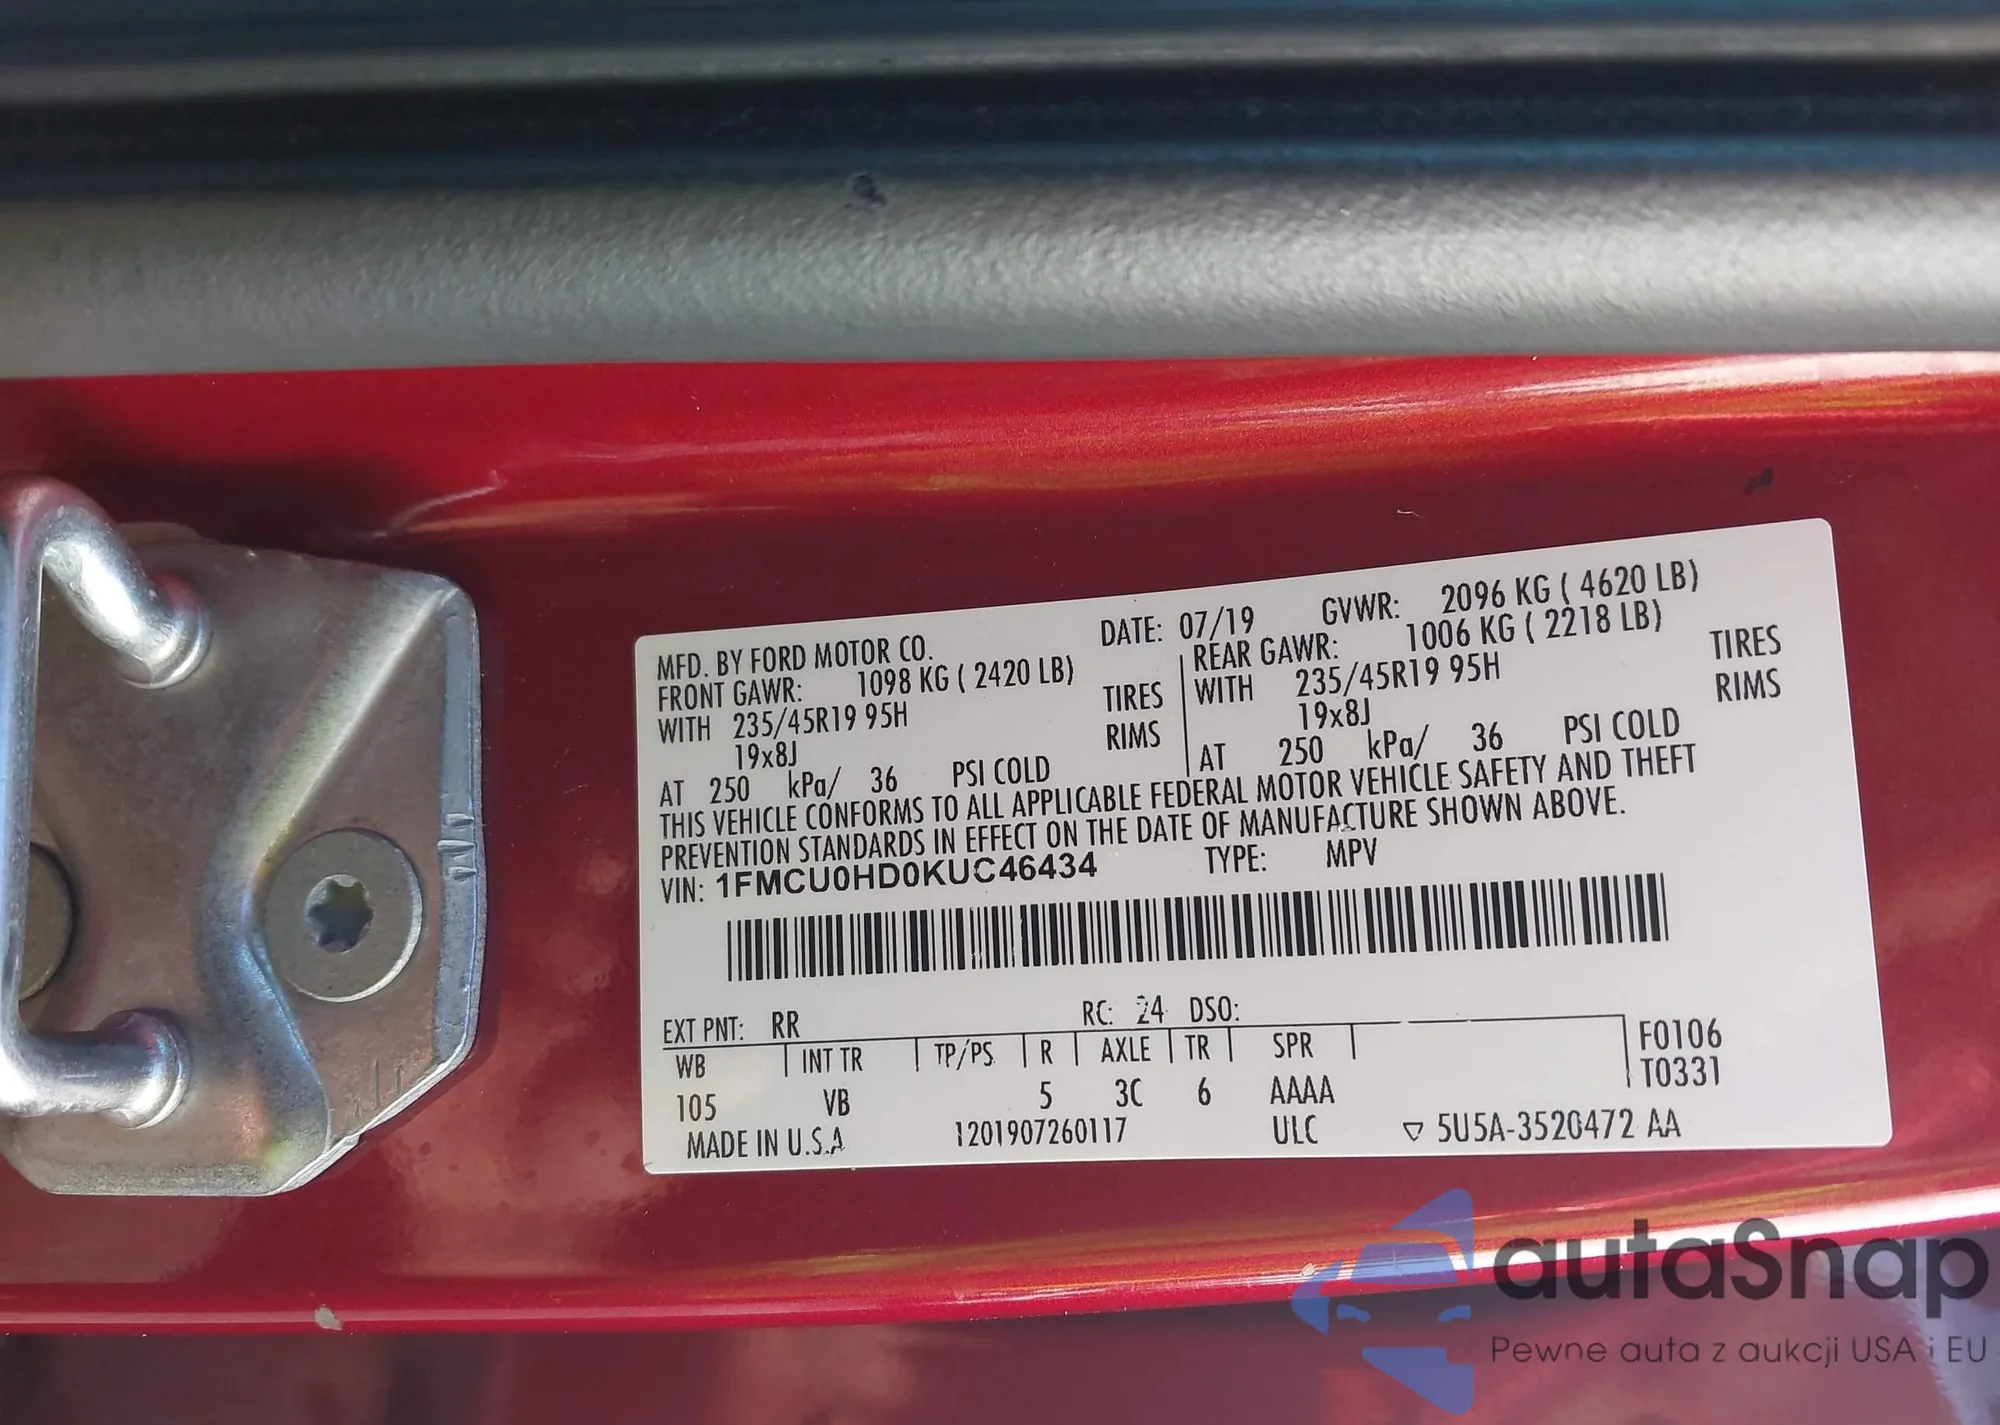 MFD. BY FORD MOTOR CO. DATE: 07/19 GVWR: 2096 KG ( 4620 LB)
FRONT GAWR: 1098 KG ( 2420 LB) REAR GAWR: 1006 KG ( 2218 LB)
WITH 235/45R19 95H TIRES WITH 235/45R19 95H TIRES
19x8J RIMS 19x8J RIMS
AT 250 kPa/ 36 PSI COLD AT 250 kPa/ 36 PSI COLD
THIS VEHICLE CONFORMS TO ALL APPLICABLE FEDERAL MOTOR VEHICLE SAFETY AND THEFT
PREVENTION STANDARDS IN EFFECT ON THE DATE OF MANUFACTURE SHOWN ABOVE.
VIN: 1FMCU0HD0KUC46434 TYPE: MPV
EXT PNT: RR RC: 24 DSO:
WB INT TR TP/PS R AXLE TR SPR F0106
105 VB 5 3C 6 AAAA T0331
MADE IN U.S.A 1201907260117 ULC ▽ 5U5A-3520472 AA
autaSnap
Pewne auta z aukcji USA i EU